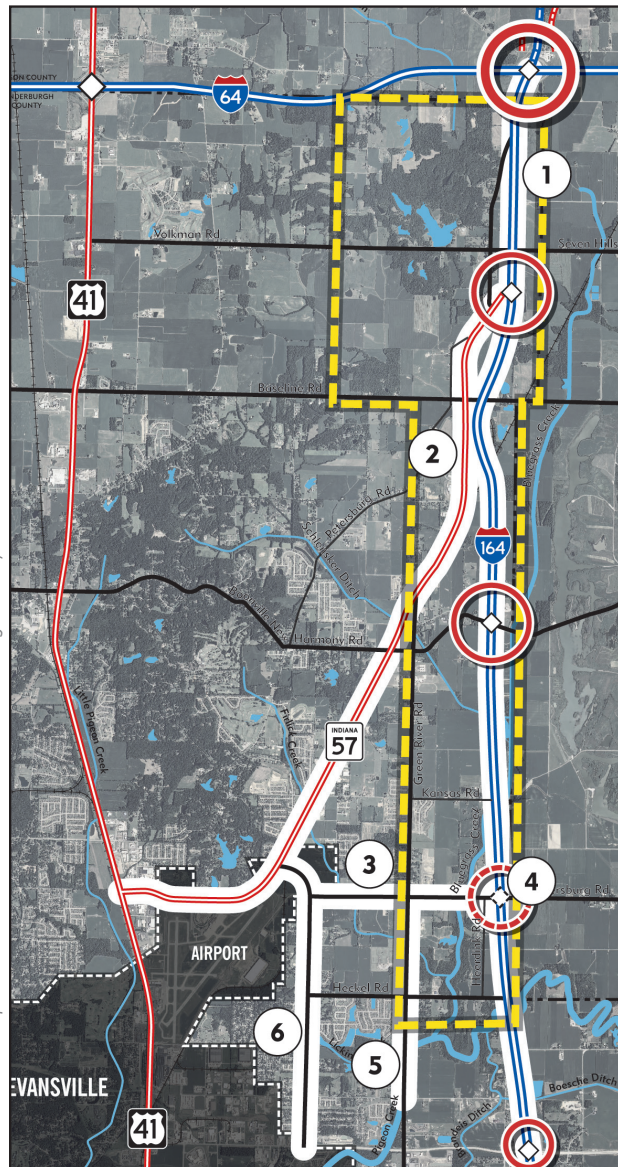 ON COUNTY
DERBURGH
COUNTY
64
1
Volkman Rd
Seven Hills
41
Baseline Rd
2
Bluegrass Creek
Petersburg Rd
Schlensker Ditch
164
Boonville New
Harmony Rd
Little Pigeon Creek
Firlick Creek
INDIANA
57
Green River Rd
Kansas Rd
3
Bluegrass Creek
4
rsburg Rd
AIRPORT
Heckel Rd
6
5
EVANSVILLE
Boesche Ditch
Pigeon Creek
41